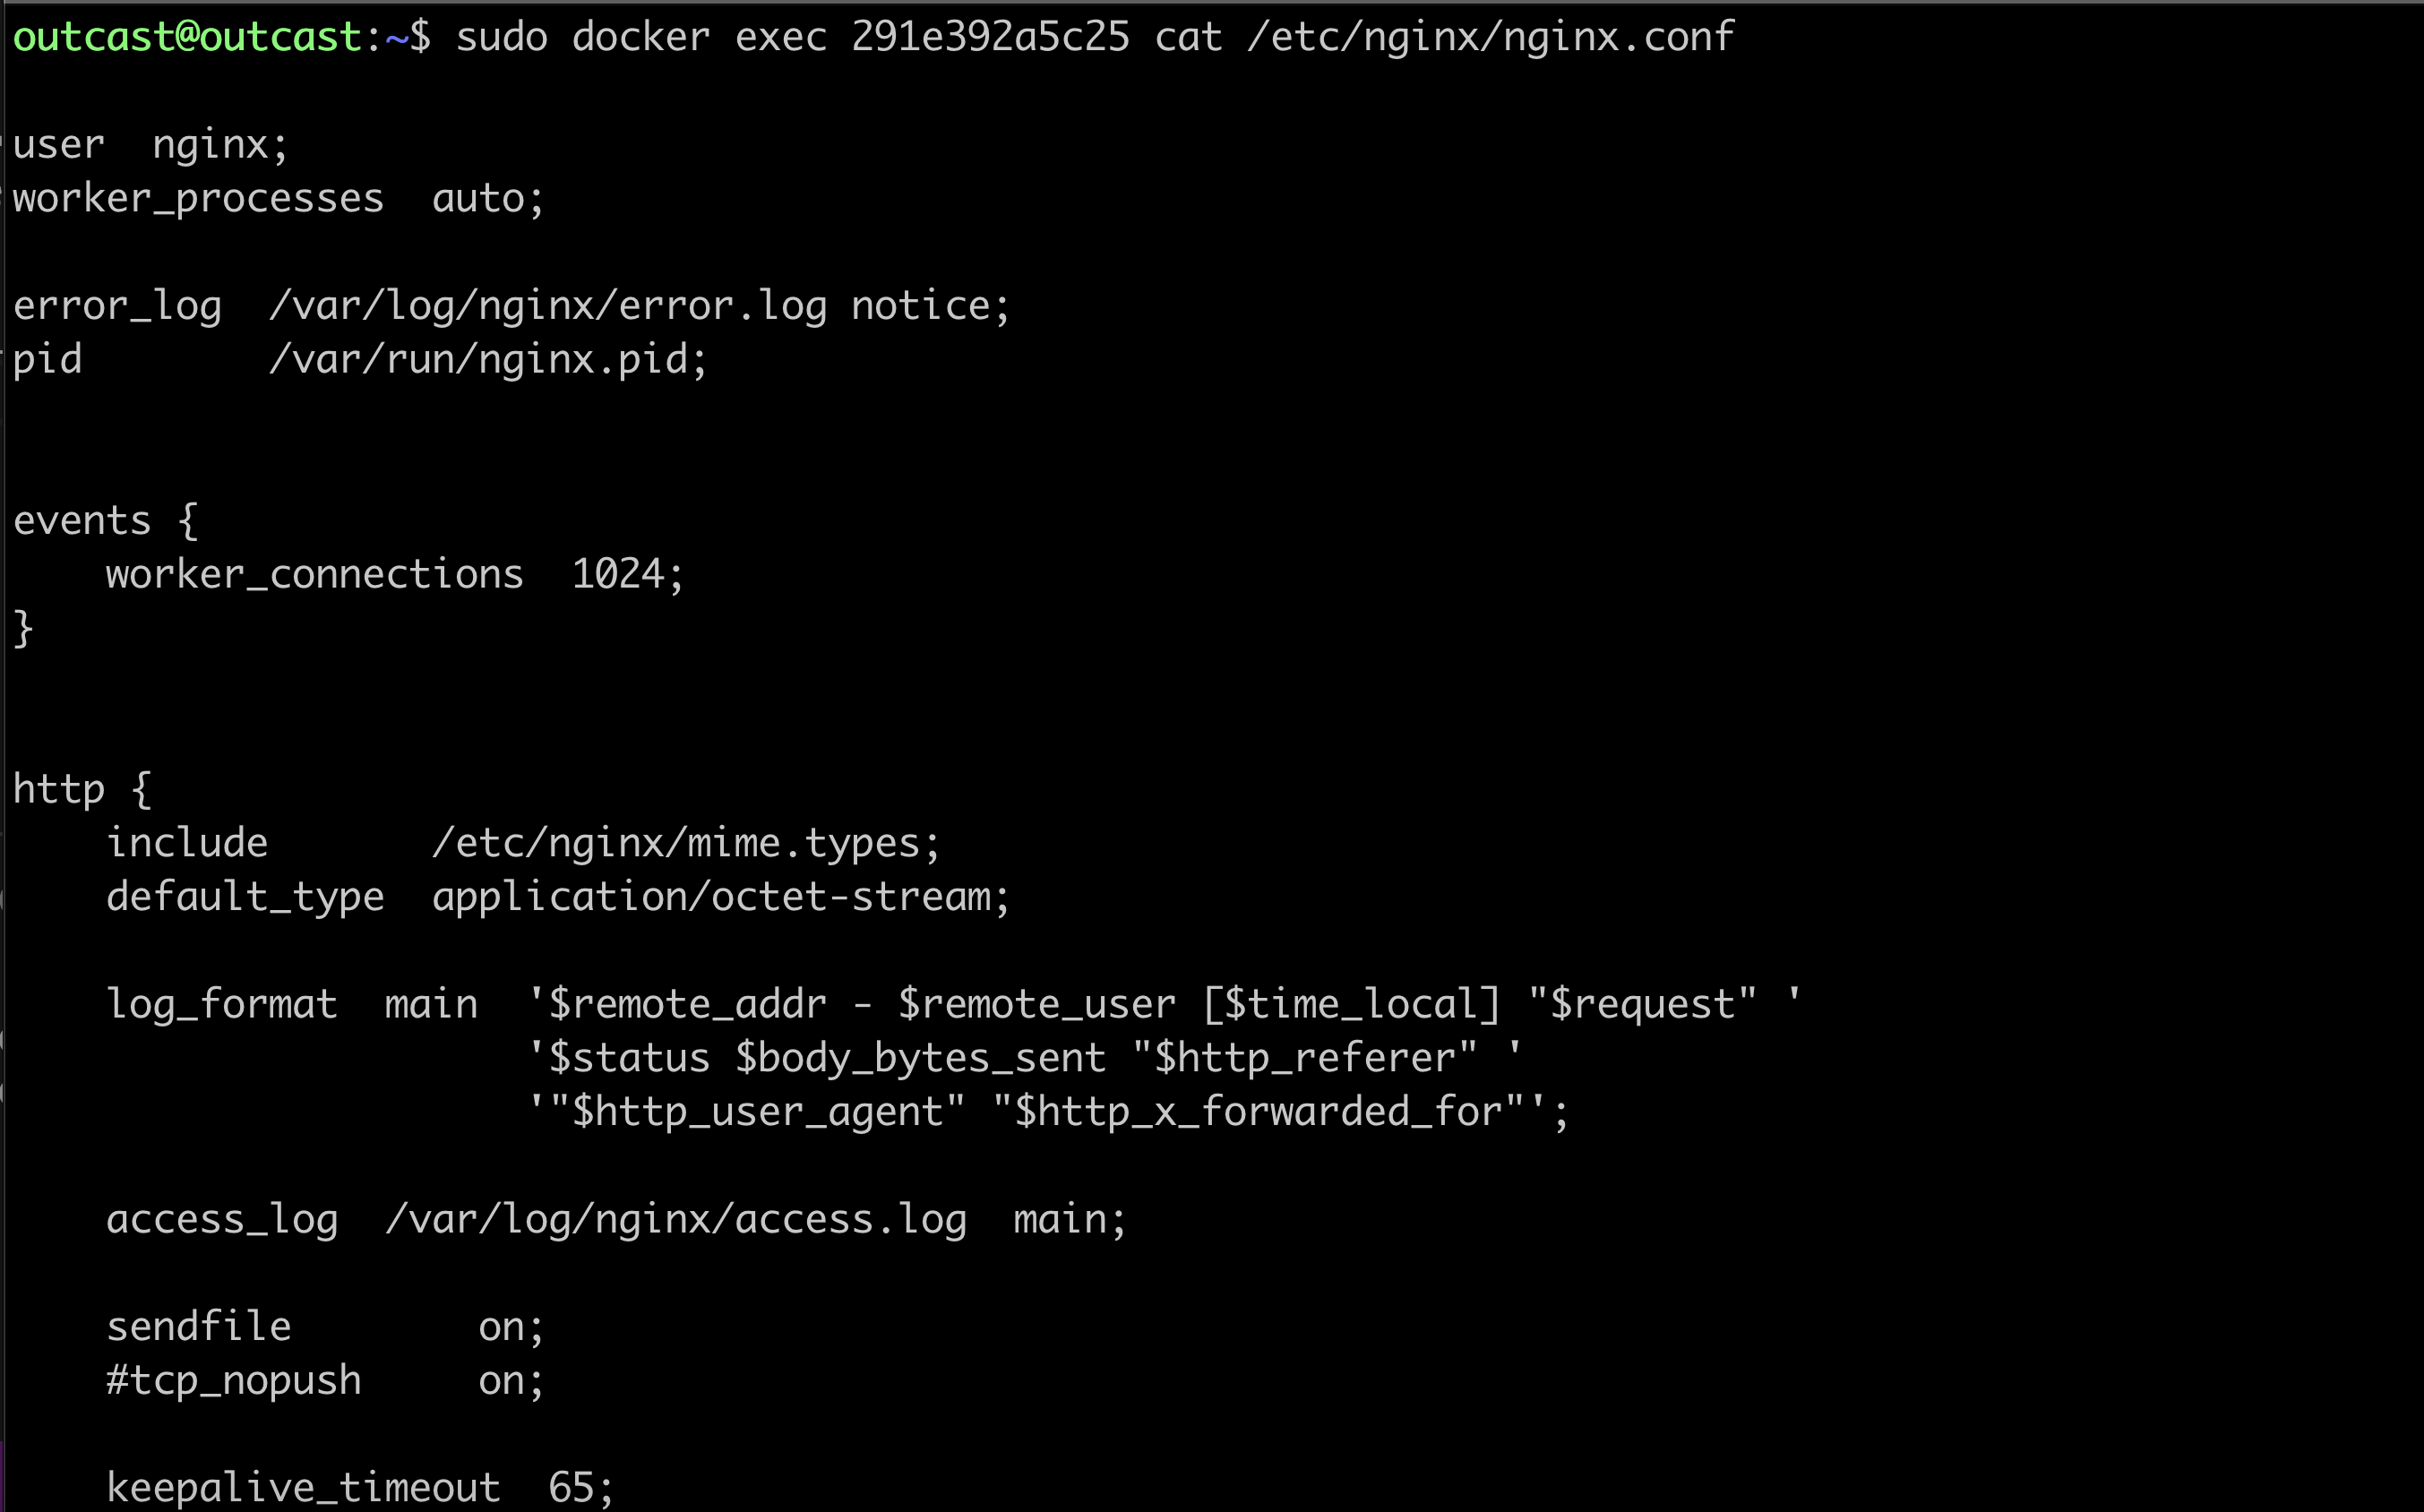 outcast@outcast:~$ sudo docker exec 291e392a5c25 cat /etc/nginx/nginx.conf

user  nginx;
worker_processes  auto;

error_log  /var/log/nginx/error.log notice;
pid        /var/run/nginx.pid;


events {
    worker_connections  1024;
}


http {
    include       /etc/nginx/mime.types;
    default_type  application/octet-stream;

    log_format  main  '$remote_addr - $remote_user [$time_local] "$request" '
                      '$status $body_bytes_sent "$http_referer" '
                      '"$http_user_agent" "$http_x_forwarded_for"';

    access_log  /var/log/nginx/access.log  main;

    sendfile        on;
    #tcp_nopush     on;

    keepalive_timeout  65;